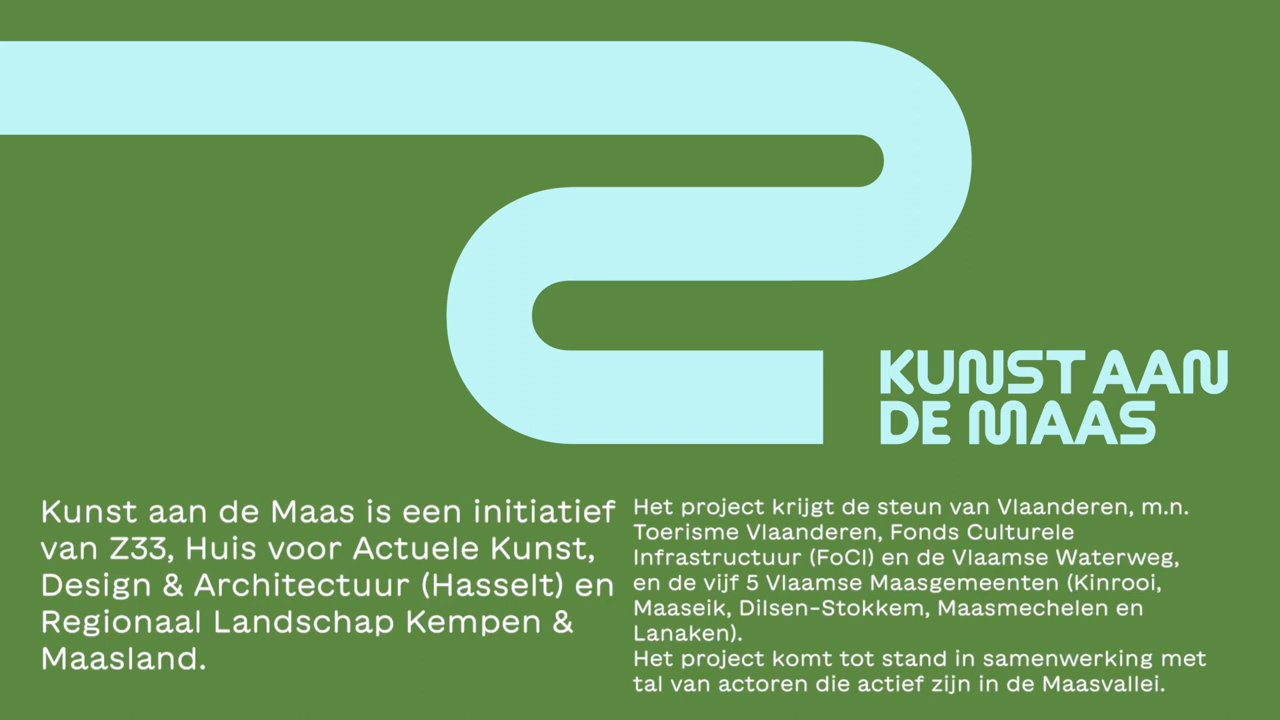 KUNST AAN
DE MAAS
Kunst aan de Maas is een initiatief
van Z33, Huis voor Actuele Kunst,
Design & Architectuur (Hasselt) en
Regionaal Landschap Kempen &
Maasland.
Het project krijgt de steun van Vlaanderen, m.n.
Toerisme Vlaanderen, Fonds Culturele
Infrastructuur (FoCI) en de Vlaamse Waterweg,
en de vijf 5 Vlaamse Maasgemeenten (Kinrooi,
Maaseik, Dilsen-Stokkem, Maasmechelen en
Lanaken).
Het project komt tot stand in samenwerking met
tal van actoren die actief zijn in de Maasvallei.